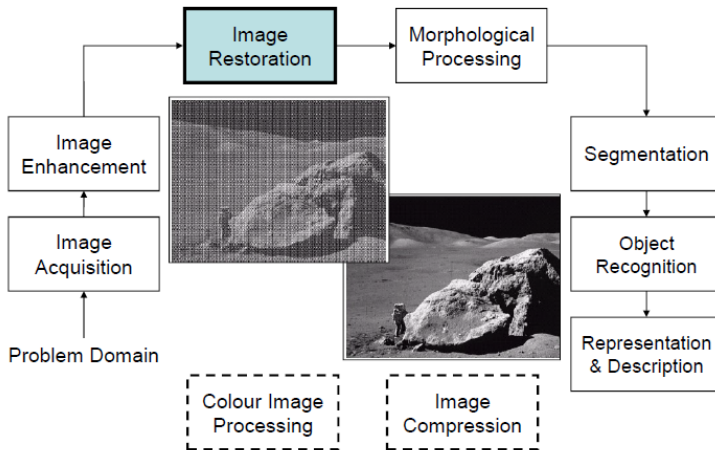 Image
Restoration
Morphological
Processing
Image
Enhancement
Segmentation
Image
Acquisition
Object
Recognition
Problem Domain
Representation
& Description
Colour Image
Processing
Image
Compression